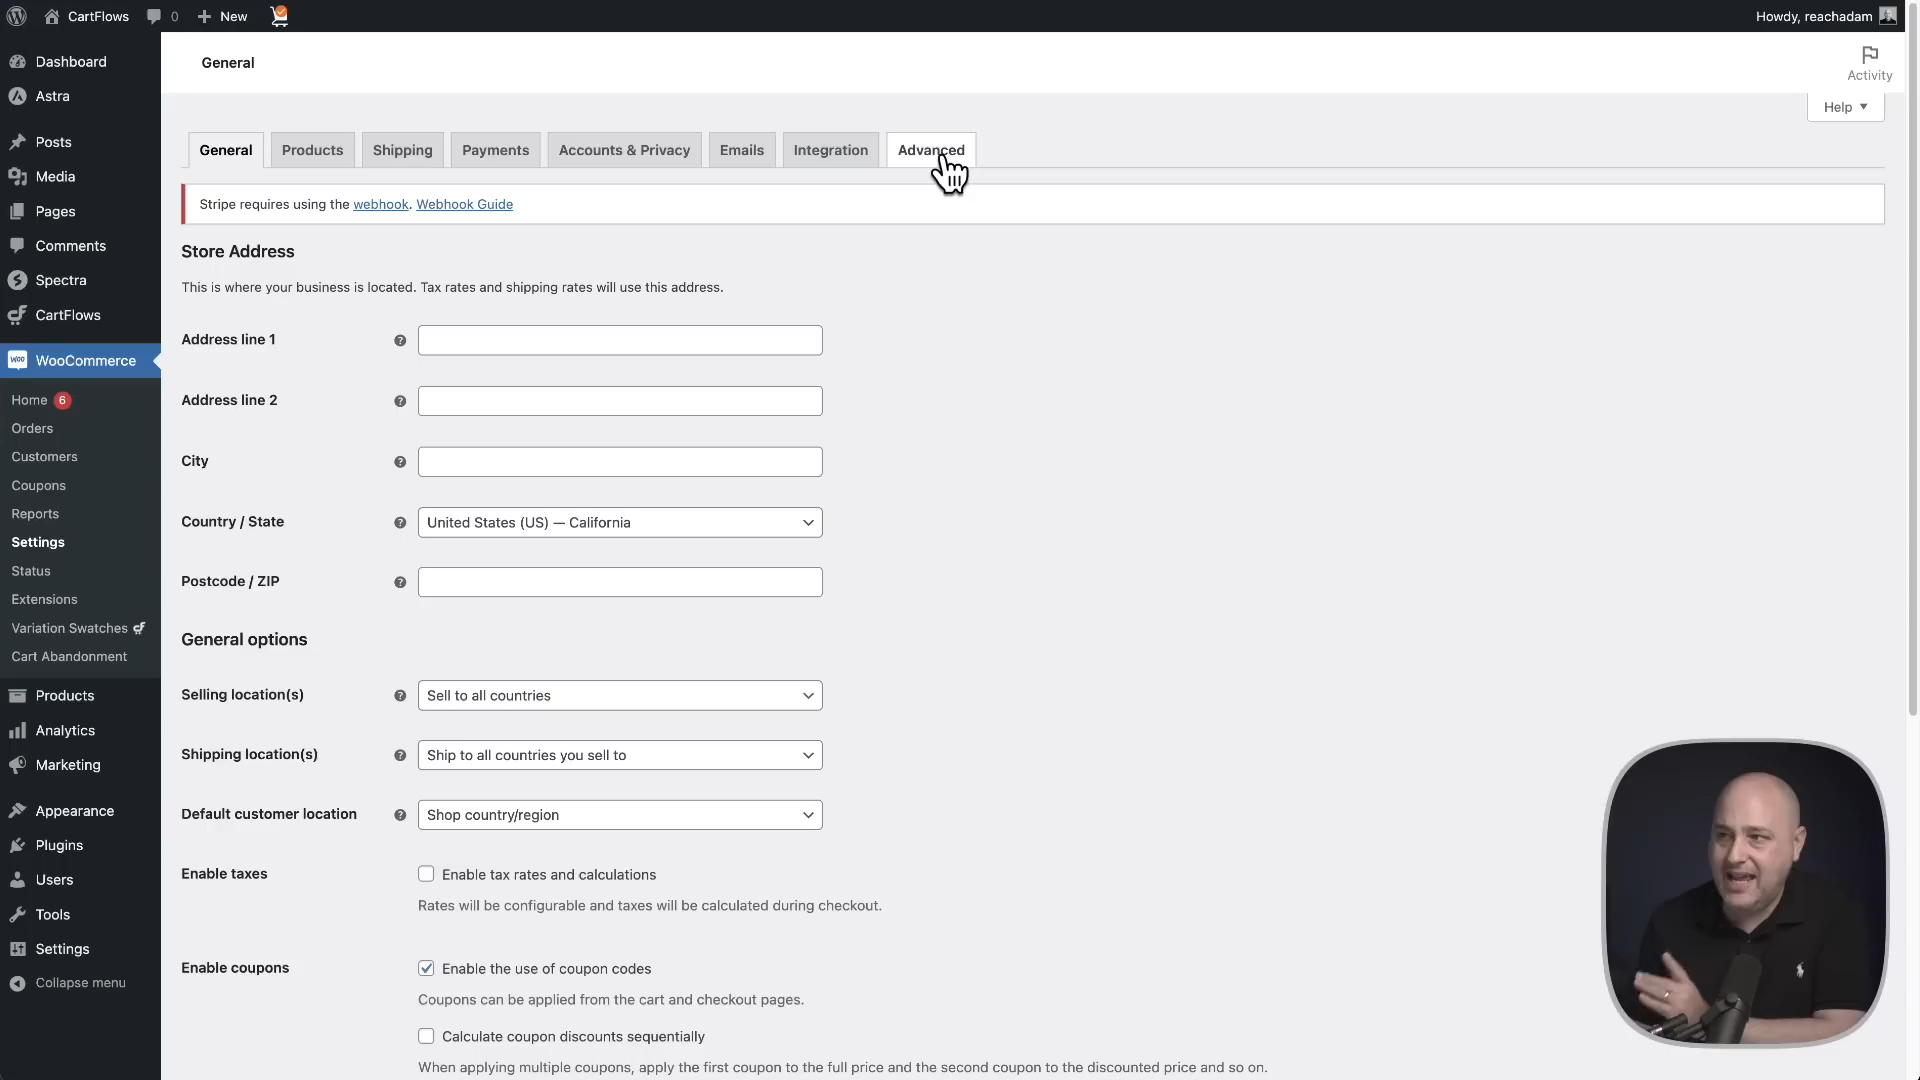 CartFlows
0
New
Howdy, reachadam
Dashboard
Astra
Posts
Media
Pages
Comments
Spectra
CartFlows
WooCommerce
Home 6
Orders
Customers
Coupons
Reports
Settings
Status
Extensions
Variation Swatches
Cart Abandonment
Products
Analytics
Marketing
Appearance
Plugins
Users
Tools
Settings
Collapse menu
General
Activity
Help
General
Products
Shipping
Payments
Accounts & Privacy
Emails
Integration
Advanced
Stripe requires using the webhook. Webhook Guide
Store Address
This is where your business is located. Tax rates and shipping rates will use this address.
Address line 1
Address line 2
City
Country / State
United States (US) — California
Postcode / ZIP
General options
Selling location(s)
Sell to all countries
Shipping location(s)
Ship to all countries you sell to
Default customer location
Shop country/region
Enable taxes
Enable tax rates and calculations
Rates will be configurable and taxes will be calculated during checkout.
Enable coupons
Enable the use of coupon codes
Coupons can be applied from the cart and checkout pages.
Calculate coupon discounts sequentially
When applying multiple coupons, apply the first coupon to the full price and the second coupon to the discounted price and so on.